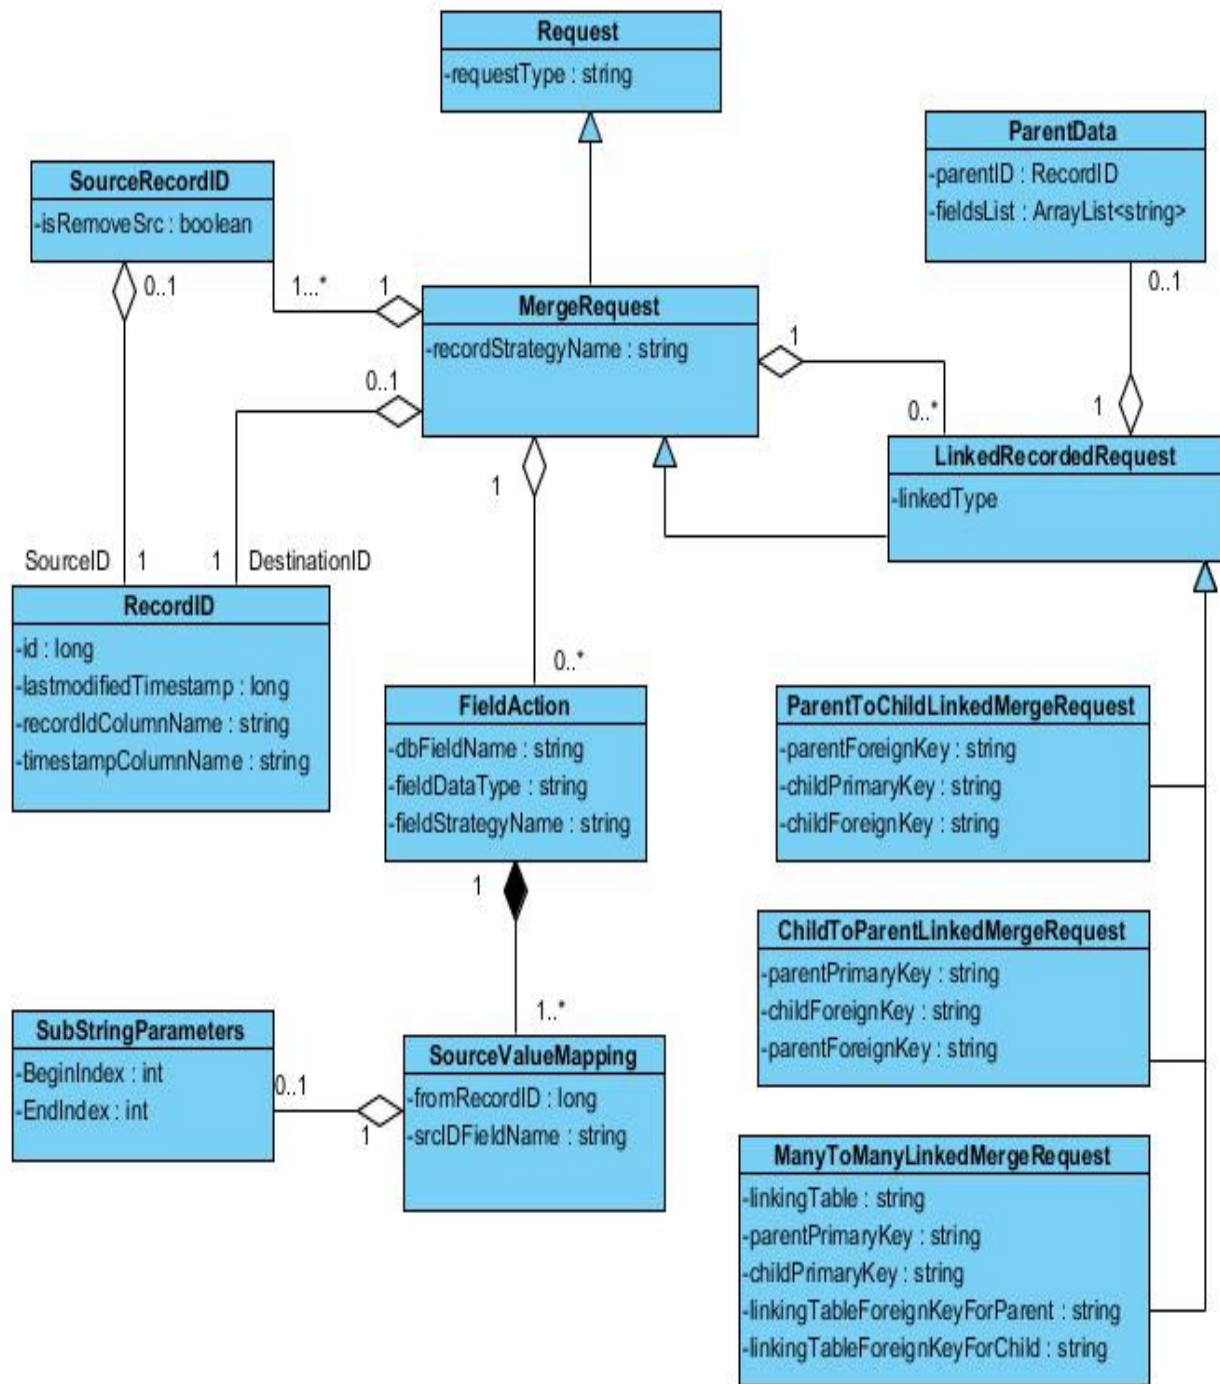 Request
-requestType : string
ParentData
-parentID : RecordID
-fieldsList : ArrayList<string>
SourceRecordID
-isRemoveSrc : boolean
0..1
1...*
1
0..1
MergeRequest
-recordStrategyName : string
1
0..1
0..*
1
1
LinkedRecordedRequest
-linkedType
SourceID
1
1
DestinationID
RecordID
-id : long
-lastmodifiedTimestamp : long
-recordIdColumnName : string
-timestampColumnName : string
0..*
FieldAction
-dbFieldName : string
-fieldDataType : string
-fieldStrategyName : string
1
ParentToChildLinkedMergeRequest
-parentForeignKey : string
-childPrimaryKey : string
-childForeignKey : string
ChildToParentLinkedMergeRequest
-parentPrimaryKey : string
-childForeignKey : string
-parentForeignKey : string
1..*
SubStringParameters
-BeginIndex : int
-EndIndex : int
0..1
1
SourceValueMapping
-fromRecordID : long
-srcIDFieldName : string
ManyToManyLinkedMergeRequest
-linkingTable : string
-parentPrimaryKey : string
-childPrimaryKey : string
-linkingTableForeignKeyForParent : string
-linkingTableForeignKeyForChild : string